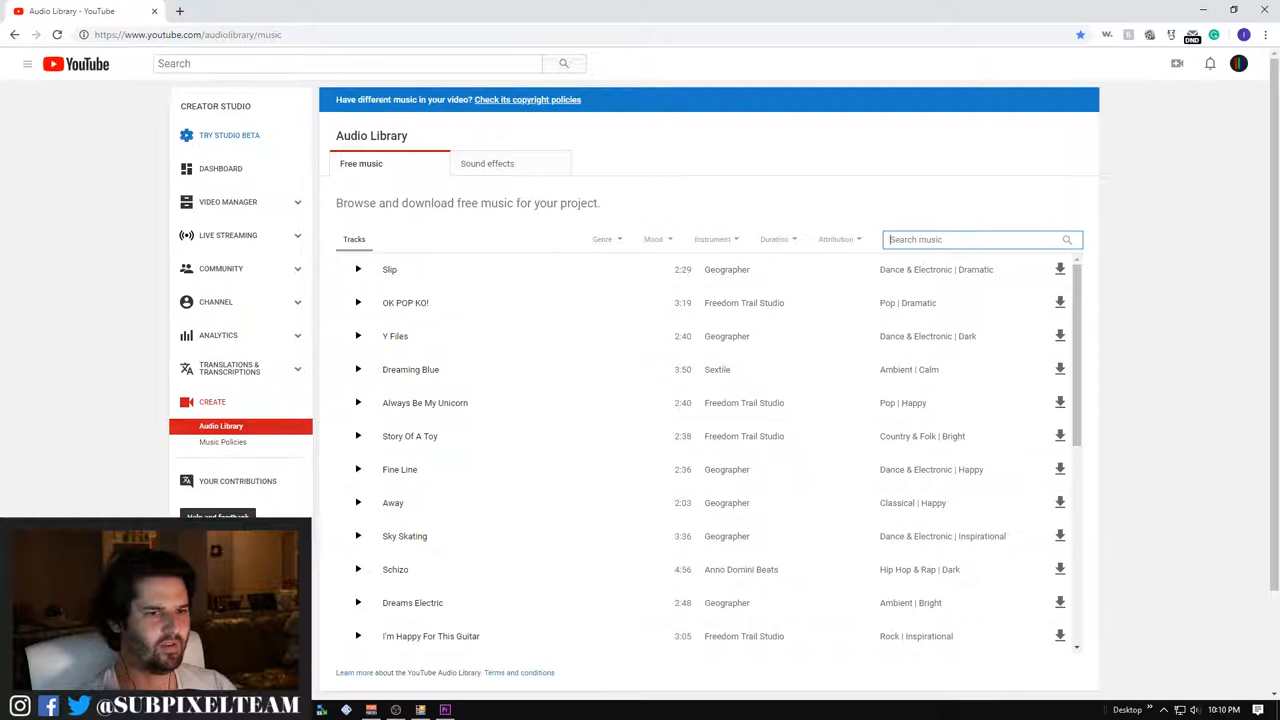 Audio Library - YouTube
https://www.youtube.com/audiolibrary/music
DND
YouTube
Search
CREATOR STUDIO
TRY STUDIO BETA
DASHBOARD
VIDEO MANAGER
LIVE STREAMING
COMMUNITY
CHANNEL
ANALYTICS
TRANSLATIONS &
TRANSCRIPTIONS
CREATE
Audio Library
Music Policies
YOUR CONTRIBUTIONS
Help and feedback
Have different music in your video? Check its copyright policies
Audio Library
Free music Sound effects
Browse and download free music for your project.
Tracks Genre Mood Instrument Duration Attribution Search music
Slip 2:29 Geographer Dance & Electronic | Dramatic
OK POP KO! 3:19 Freedom Trail Studio Pop | Dramatic
Y Files 2:40 Geographer Dance & Electronic | Dark
Dreaming Blue 3:50 Sextile Ambient | Calm
Always Be My Unicorn 2:40 Freedom Trail Studio Pop | Happy
Story Of A Toy 2:38 Freedom Trail Studio Country & Folk | Bright
Fine Line 2:36 Geographer Dance & Electronic | Happy
Away 2:03 Geographer Classical | Happy
Sky Skating 3:36 Geographer Dance & Electronic | Inspirational
Schizo 4:56 Anno Domini Beats Hip Hop & Rap | Dark
Dreams Electric 2:48 Geographer Ambient | Bright
I'm Happy For This Guitar 3:05 Freedom Trail Studio Rock | Inspirational
Learn more about the YouTube Audio Library. Terms and conditions
@SUBPIXELTEAM
Desktop
10:10 PM